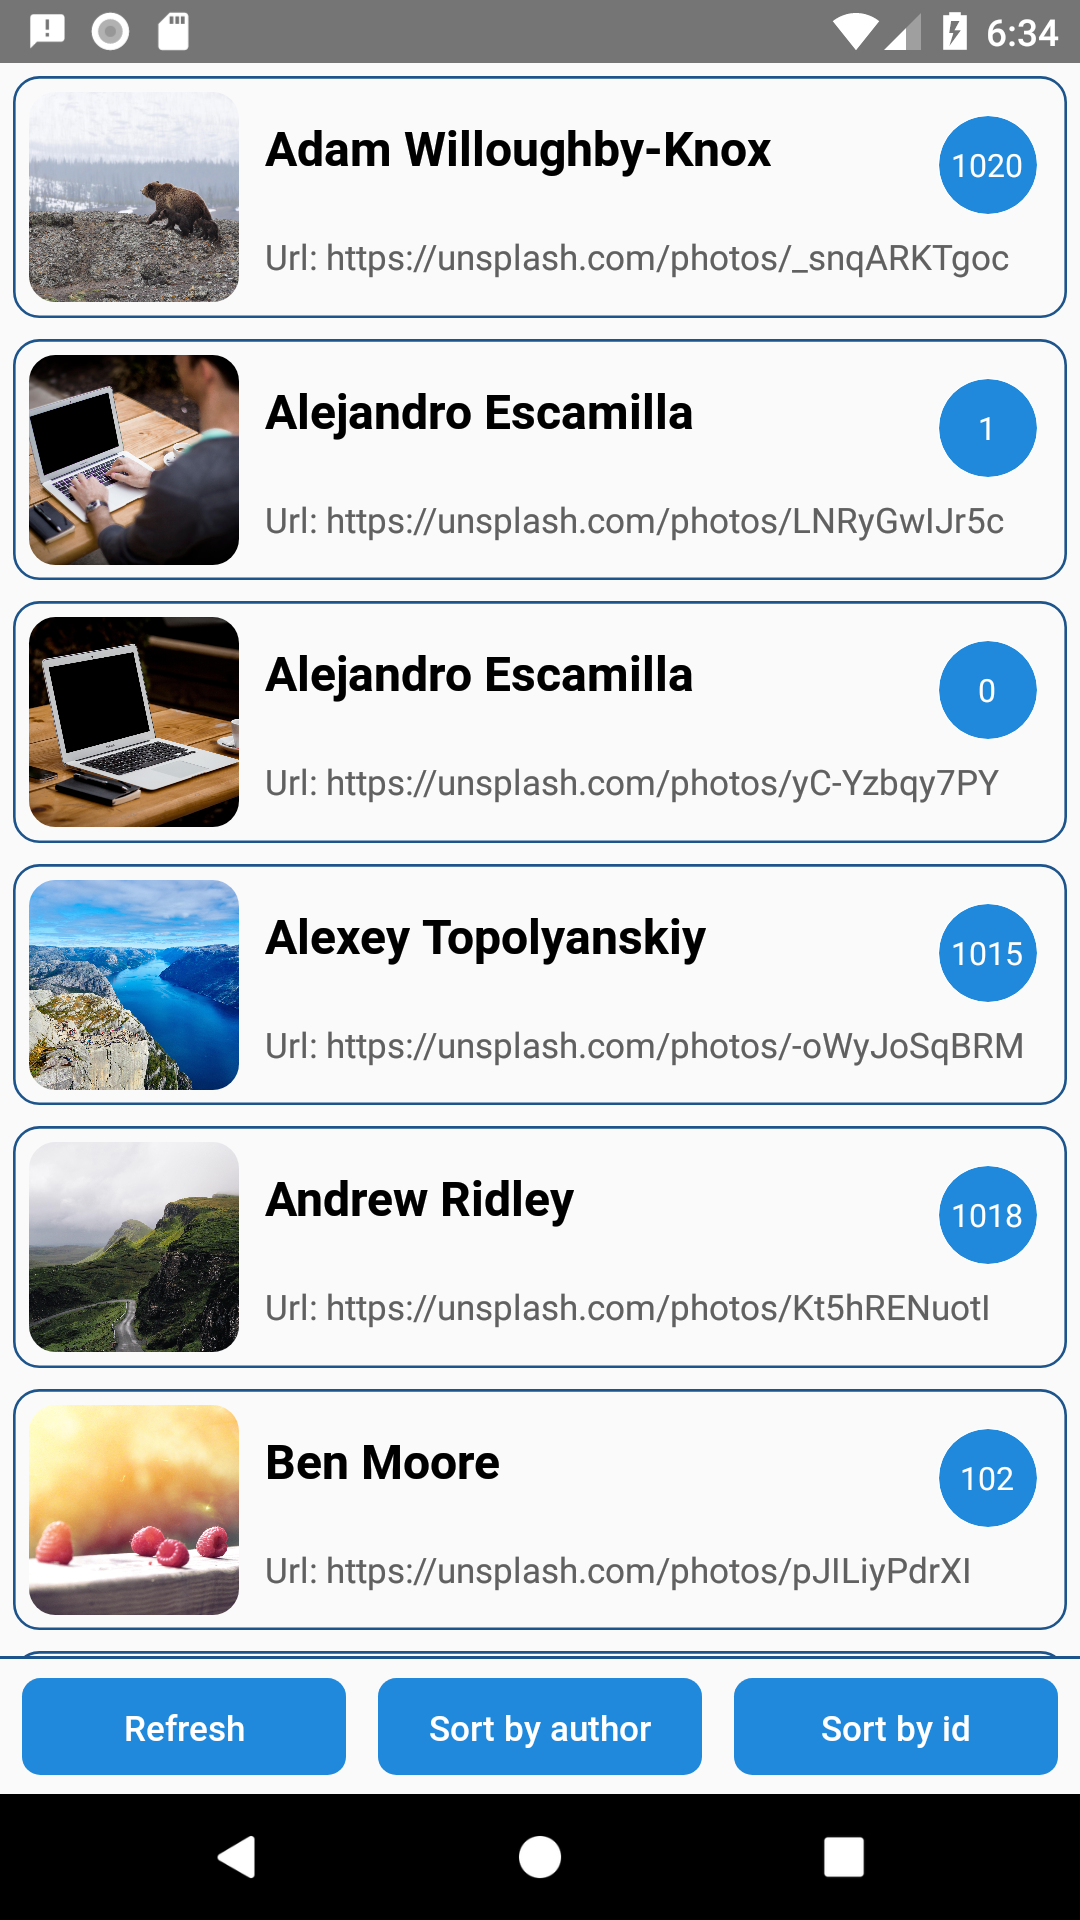 6:34
Adam Willoughby-Knox
1020
Url: https://unsplash.com/photos/_snqARKTgoc
Alejandro Escamilla
1
Url: https://unsplash.com/photos/LNRyGwIJr5c
Alejandro Escamilla
0
Url: https://unsplash.com/photos/yC-Yzbqy7PY
Alexey Topolyanskiy
1015
Url: https://unsplash.com/photos/-oWyJoSqBRM
Andrew Ridley
1018
Url: https://unsplash.com/photos/Kt5hRENuotI
Ben Moore
102
Url: https://unsplash.com/photos/pJILiyPdrXI
Refresh
Sort by author
Sort by id